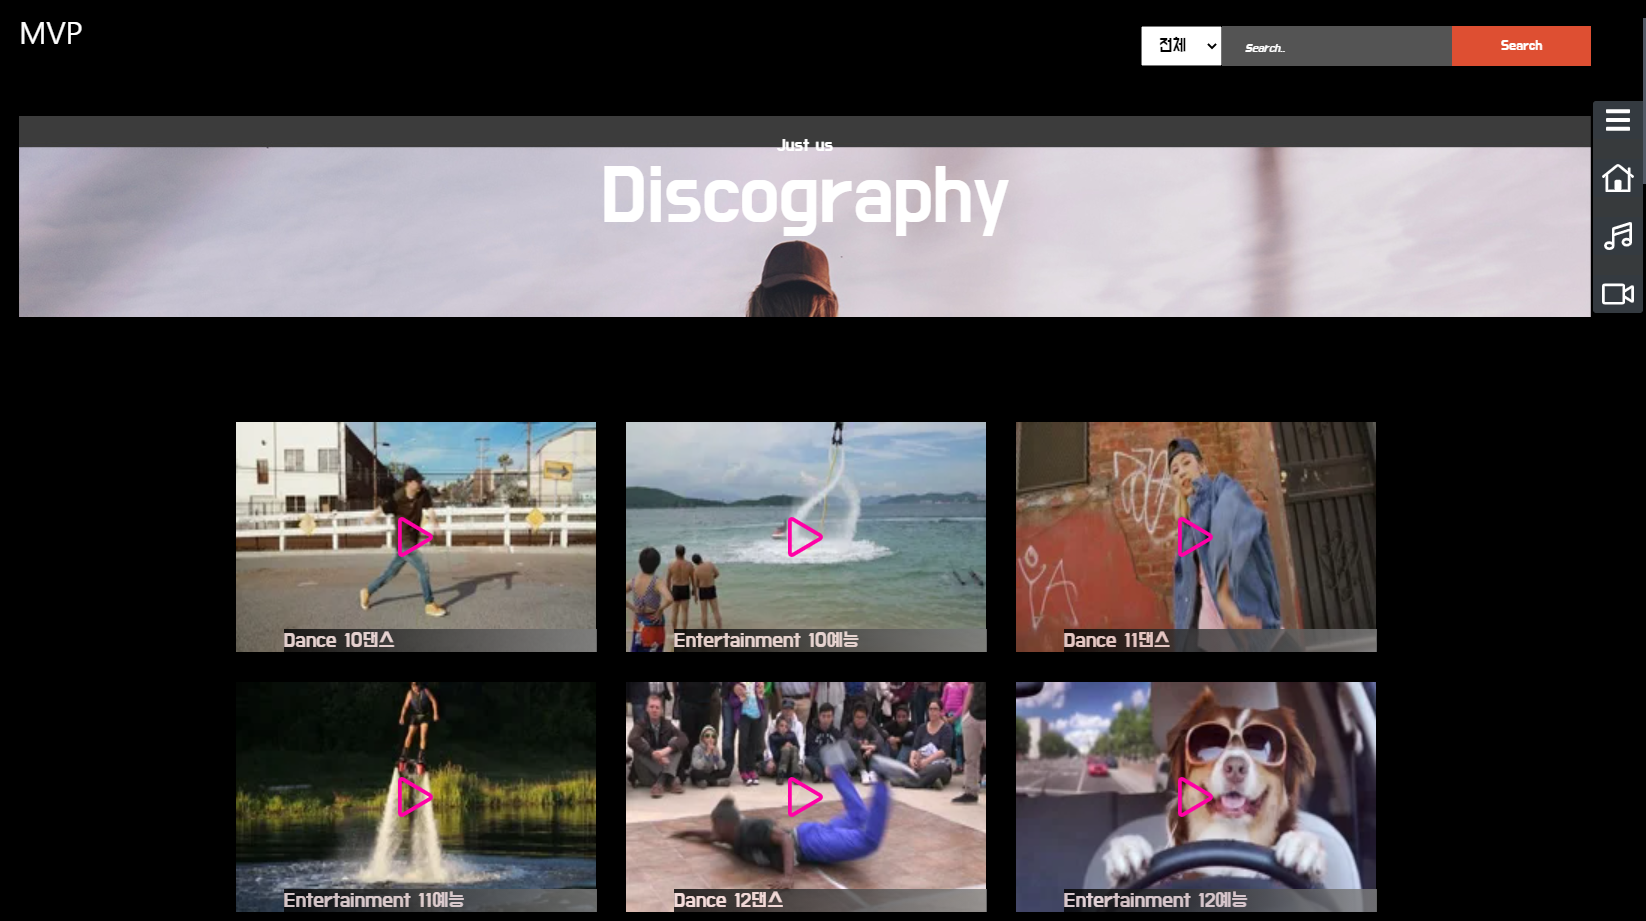 MVP
전체
Search..
Search
Just us
Discography
Dance 10댄스
Entertainment 10예능
Dance 11댄스
Entertainment 11예능
Dance 12댄스
Entertainment 12예능